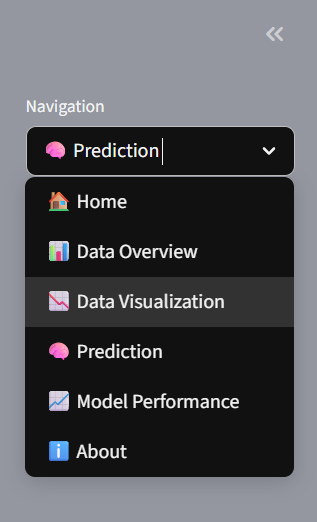 Navigation
🧠 Prediction
🏠 Home
📊 Data Overview
📉 Data Visualization
🧠 Prediction
📈 Model Performance
ℹ️ About